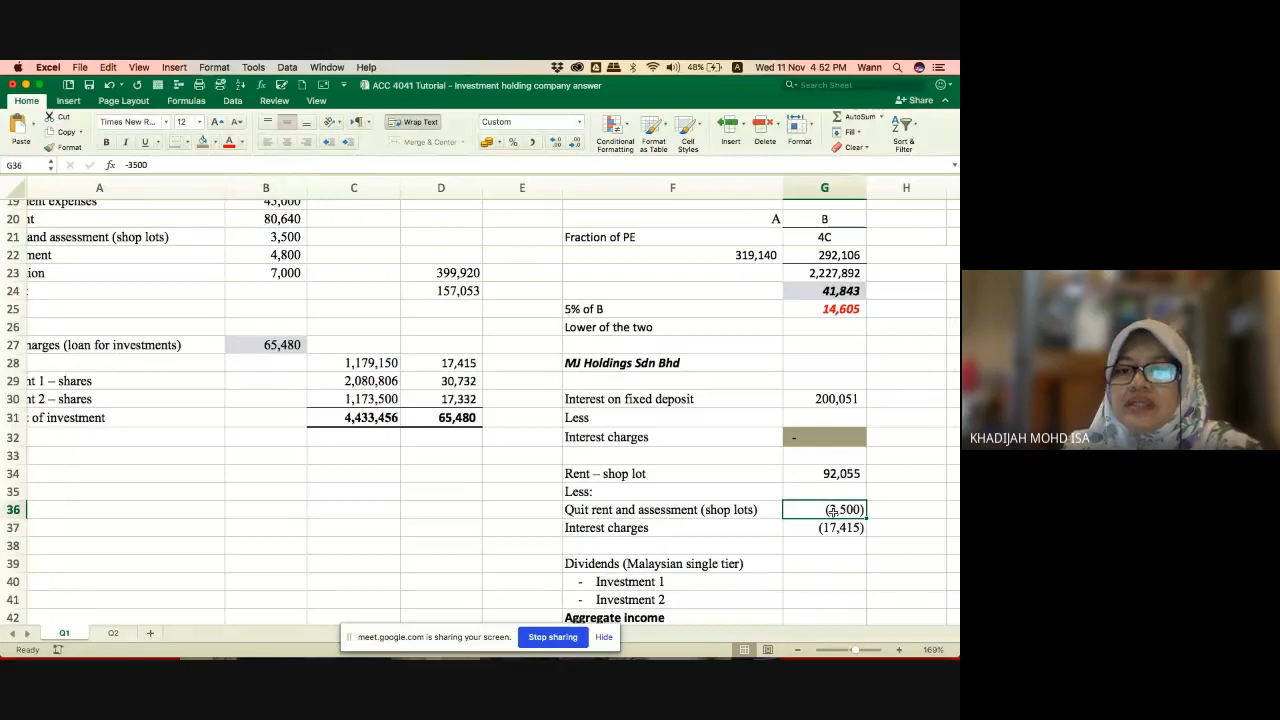 Excel File Edit View Insert Format Tools Data Window Help 48% A Wed 11 Nov 4:52 PM Wann
ACC 4041 Tutorial - Investment holding company answer
Search Sheet
Home Insert Page Layout Formulas Data Review View
Share
Paste Cut Copy Format
Times New R... 12 A A
B I U A
Wrap Text
Merge & Center
Custom
%
Conditional Formatting
Format as Table
Cell Styles
Insert Delete Format
AutoSum
Fill
Clear
Sort & Filter
G36 fx -3500
A B C D E F G H
19 ment expenses 45,000
20 nt 80,640 A B
21 and assessment (shop lots) 3,500 Fraction of PE 4C
22 ment 4,800 319,140 292,106
23 ion 7,000 399,920 2,227,892
24 157,053 41,843
25 5% of B 14,605
26 Lower of the two
27 harges (loan for investments) 65,480
28 1,179,150 17,415 MJ Holdings Sdn Bhd
29 nt 1 – shares 2,080,806 30,732
30 nt 2 – shares 1,173,500 17,332 Interest on fixed deposit 200,051
31 of investment 4,433,456 65,480 Less
32 Interest charges -
33
34 Rent – shop lot 92,055
35 Less:
36 Quit rent and assessment (shop lots) (3,500)
37 Interest charges (17,415)
38
39 Dividends (Malaysian single tier)
40 - Investment 1
41 - Investment 2
42 Aggregate income
Q1 Q2 +
meet.google.com is sharing your screen. Stop sharing Hide
Ready 169%
KHADIJAH MOHD ISA